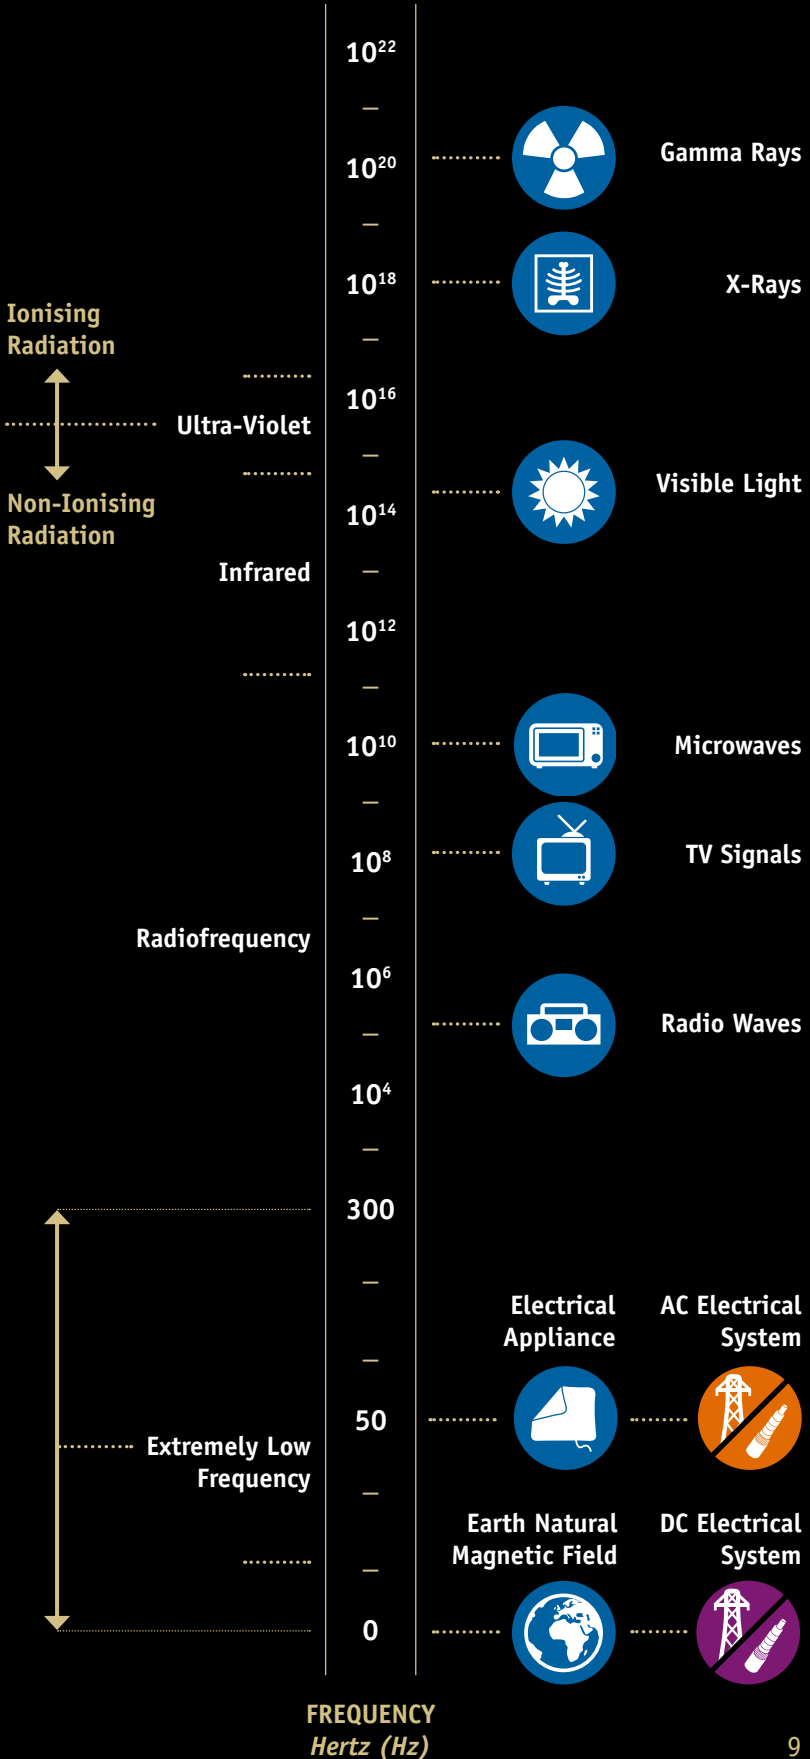 10²²
Gamma Rays
10²⁰
10¹⁸
X-Rays
Ionising
Radiation
10¹⁶
Ultra-Violet
Visible Light
Non-Ionising
Radiation
10¹⁴
Infrared
10¹²
10¹⁰
Microwaves
10⁸
TV Signals
Radiofrequency
10⁶
Radio Waves
10⁴
300
Electrical
Appliance
AC Electrical
System
50
Extremely Low
Frequency
Earth Natural
Magnetic Field
DC Electrical
System
0
FREQUENCY
Hertz (Hz)
9